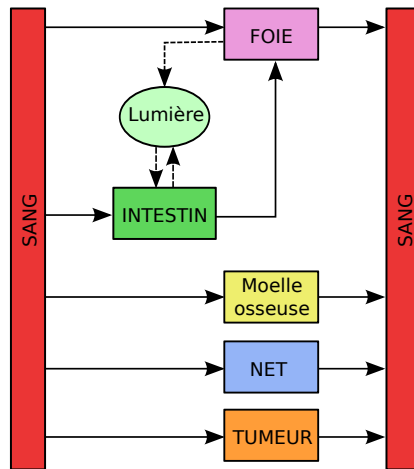 FOIE
Lumière
INTESTIN
SANG
SANG
Moelle
osseuse
NET
TUMEUR